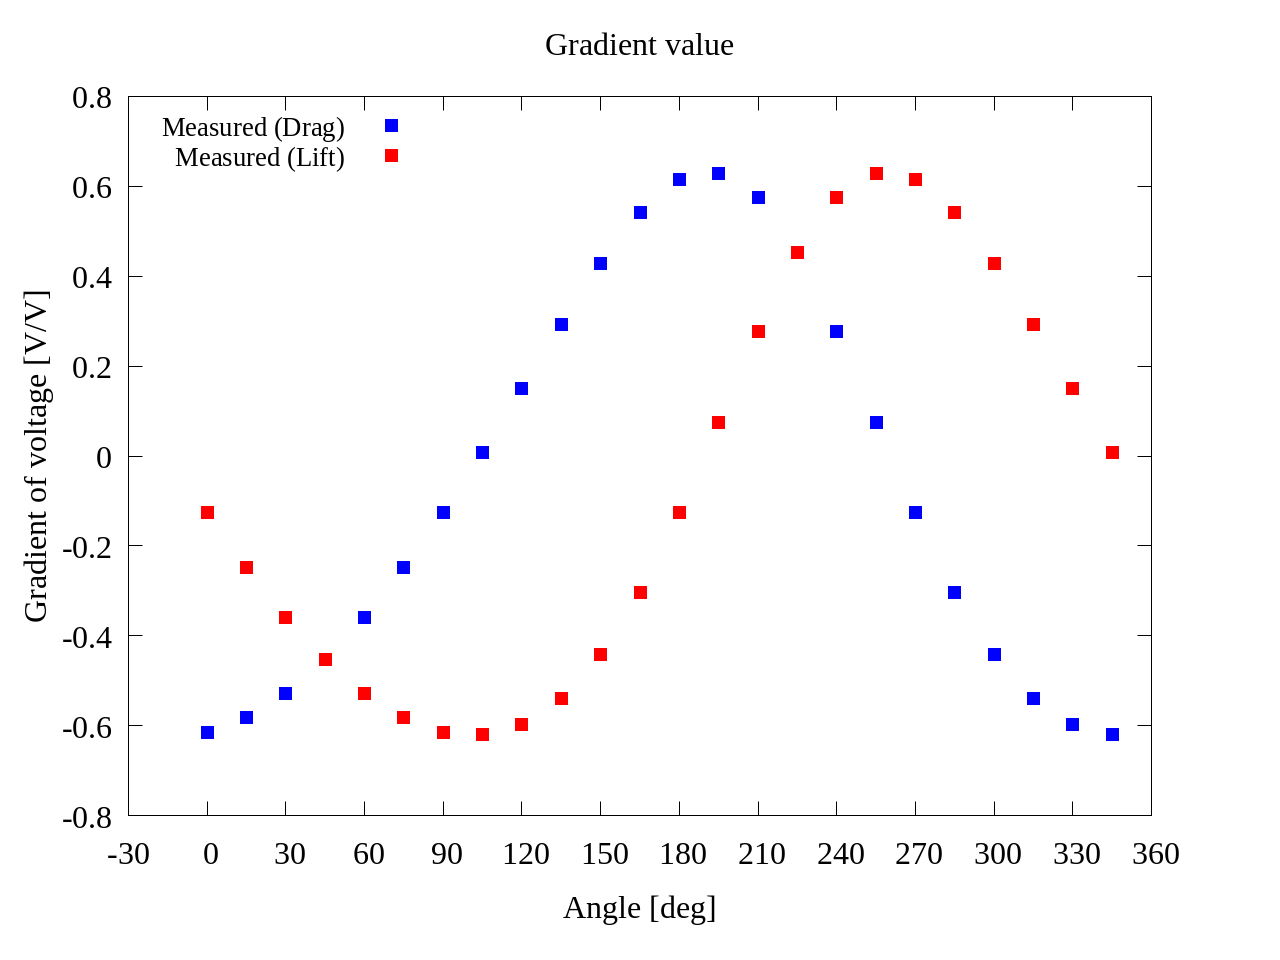 Gradient value
Measured (Drag)
Measured (Lift)
0.8
0.6
0.4
0.2
0
-0.2
-0.4
-0.6
-0.8
Gradient of voltage [V/V]
-30 0 30 60 90 120 150 180 210 240 270 300 330 360
Angle [deg]